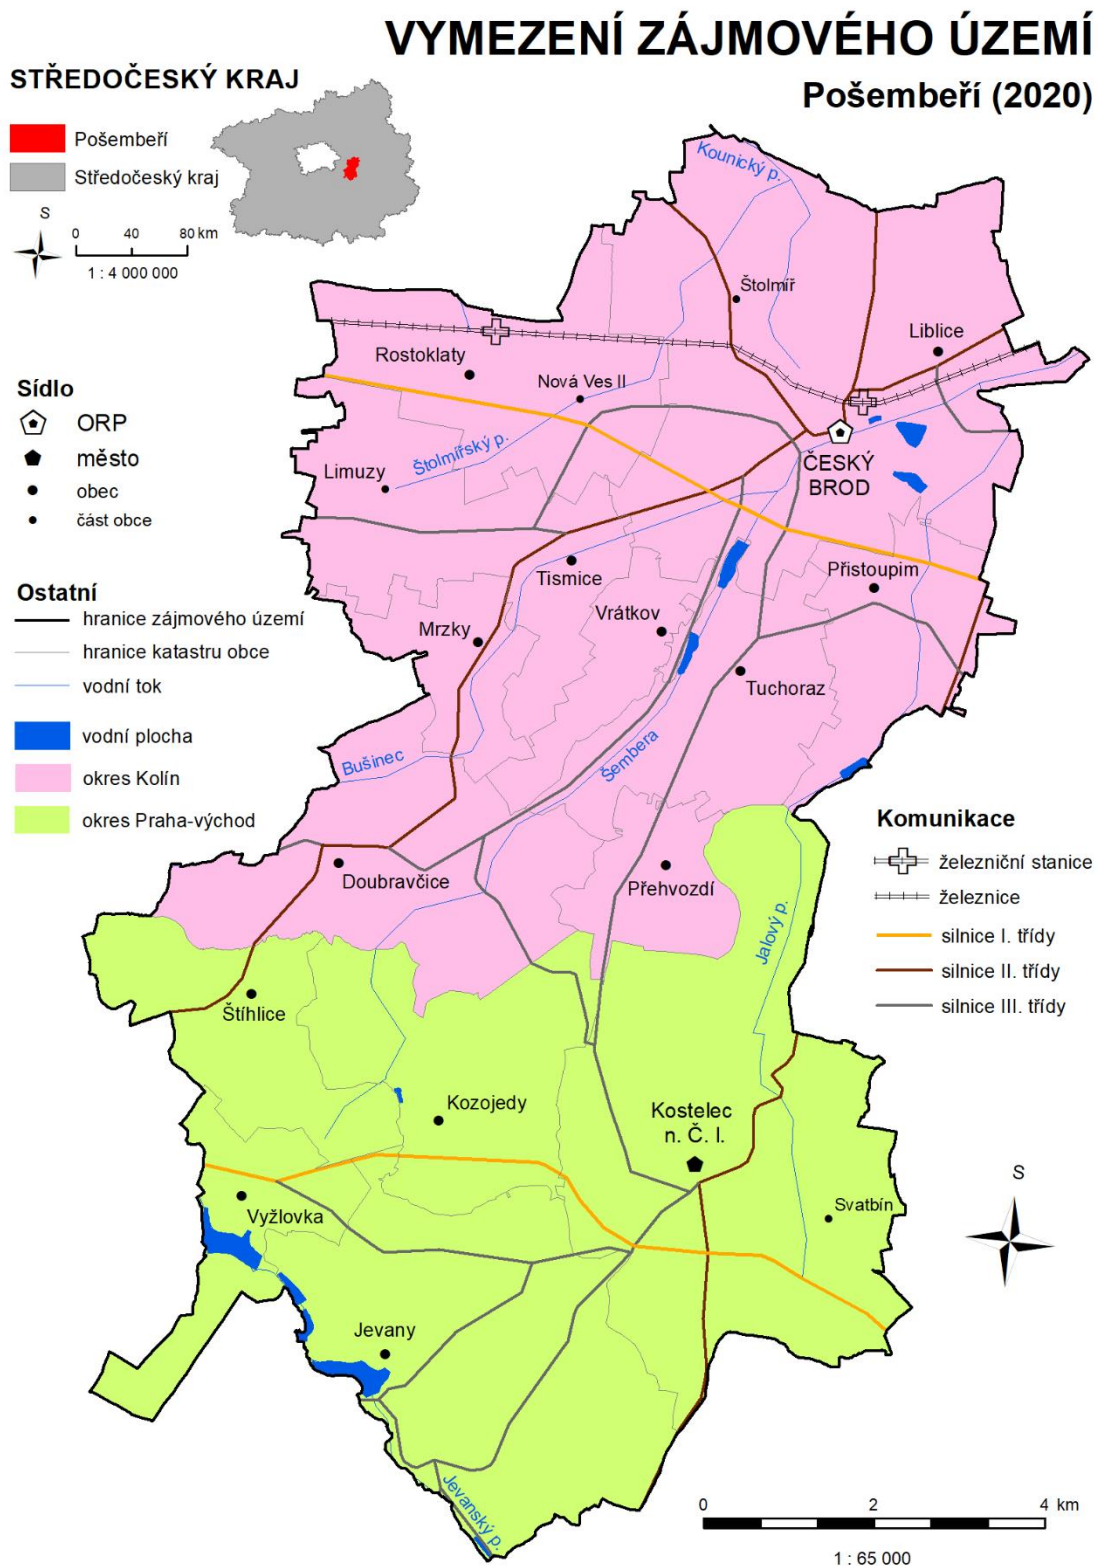 VYMEZENÍ ZÁJMOVÉHO ÚZEMÍ
Pošembeří (2020)
STŘEDOČESKÝ KRAJ
Pošembeří
Středočeský kraj
S
0 40 80 km
1 : 4 000 000
Sídlo
ORP
město
obec
část obce
Ostatní
hranice zájmového území
hranice katastru obce
vodní tok
vodní plocha
okres Kolín
okres Praha-východ
Kounický p.
Štolmíř
Liblice
Rostoklaty
Nová Ves II
Štolmířský p.
ČESKÝ
BROD
Limuzy
Tismice
Přistoupim
Vrátkov
Mrzky
Tuchoraz
Bušinec
Šembera
Doubravčice
Přehvozdí
Jalový p.
Štíhlice
Kozojedy
Kostelec
n. Č. l.
Vyžlovka
Svatbín
Jevany
Jevanský p.
Komunikace
železniční stanice
železnice
silnice I. třídy
silnice II. třídy
silnice III. třídy
S
0 2 4 km
1 : 65 000